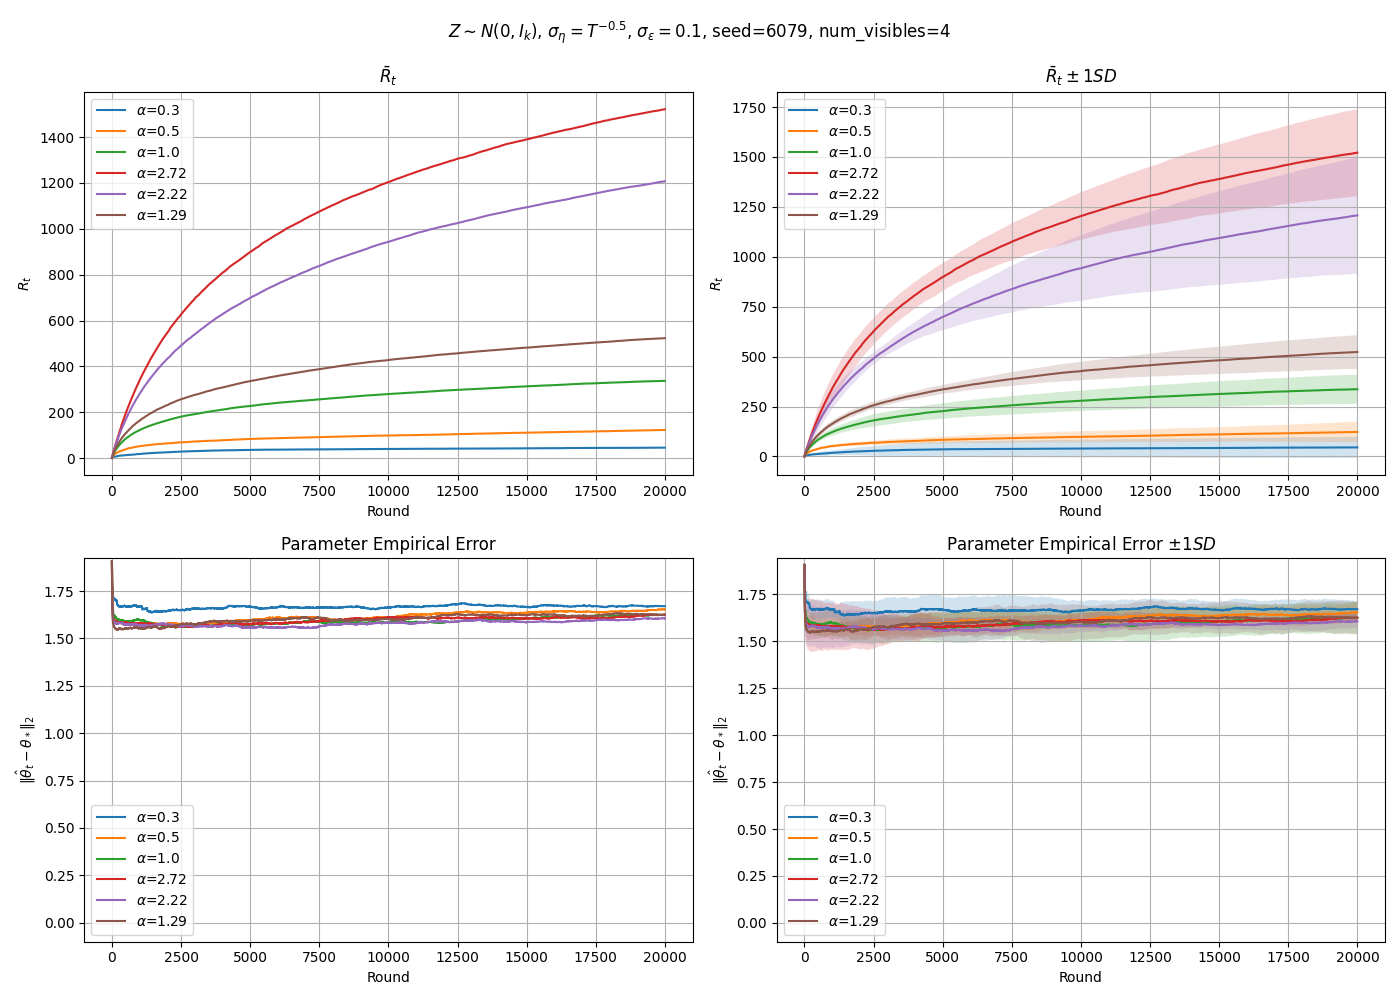 Z ∼ N(0, I_k), σ_η = T^{−0.5}, σ_ε = 0.1, seed=6079, num_visibles=4
R̄_t
R_t
1400
1200
1000
800
600
400
200
0
α=0.3
α=0.5
α=1.0
α=2.72
α=2.22
α=1.29
0 2500 5000 7500 10000 12500 15000 17500 20000
Round
R̄_t ± 1SD
R_t
1750
1500
1250
1000
750
500
250
0
α=0.3
α=0.5
α=1.0
α=2.72
α=2.22
α=1.29
0 2500 5000 7500 10000 12500 15000 17500 20000
Round
Parameter Empirical Error
‖θ̂_t − θ_*‖_2
1.75
1.50
1.25
1.00
0.75
0.50
0.25
0.00
α=0.3
α=0.5
α=1.0
α=2.72
α=2.22
α=1.29
0 2500 5000 7500 10000 12500 15000 17500 20000
Round
Parameter Empirical Error ±1SD
‖θ̂_t − θ_*‖_2
1.75
1.50
1.25
1.00
0.75
0.50
0.25
0.00
α=0.3
α=0.5
α=1.0
α=2.72
α=2.22
α=1.29
0 2500 5000 7500 10000 12500 15000 17500 20000
Round